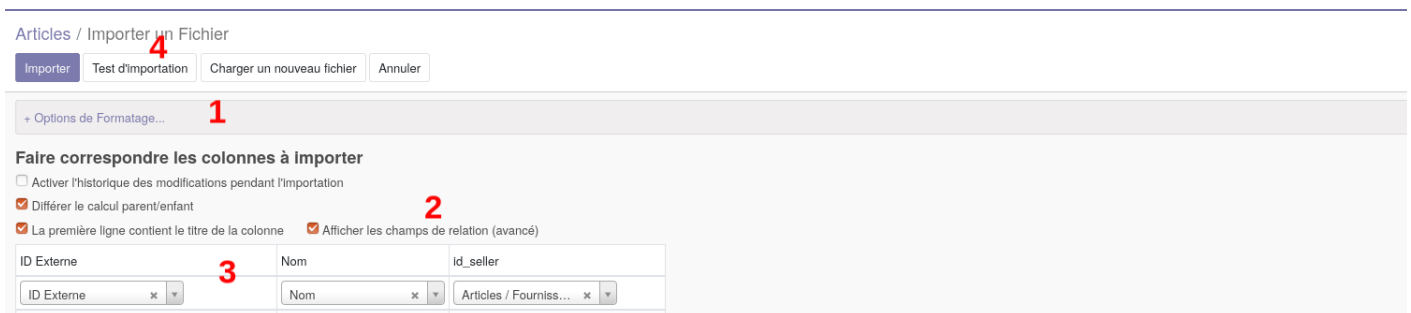 Articles / Importer un Fichier
4
Importer Test d'importation Charger un nouveau fichier Annuler
+ Options de Formatage... 1
Faire correspondre les colonnes à importer
Activer l'historique des modifications pendant l'importation
Différer le calcul parent/enfant
2
La première ligne contient le titre de la colonne Afficher les champs de relation (avancé)
ID Externe Nom id_seller
3
ID Externe × Nom × Articles / Fourniss... ×